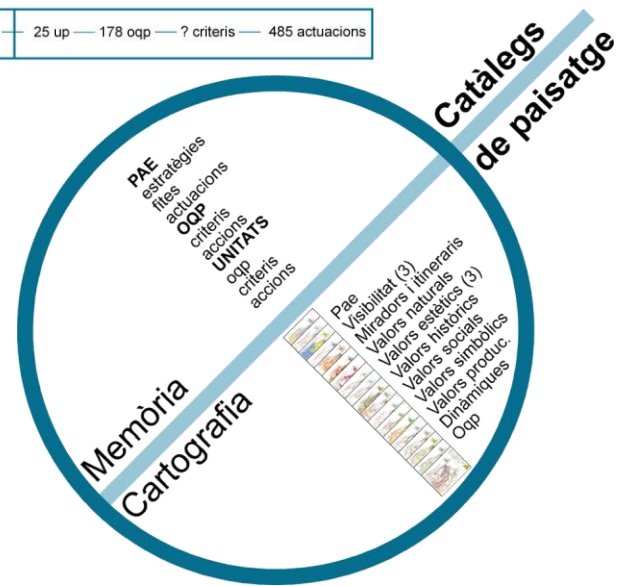 25 up — 178 oqp — ? criteris — 485 actuacions
Catàlegs
de paisatge
PAE
estratègies
fites
actuacions
OQP
criteris
accions
UNITATS
oqp
criteris
accions
Pae
Visibilitat (3)
Miradors i itineraris
Valors naturals
Valors estètics (3)
Valors històrics
Valors socials
Valors simbòlics
Valors produc.
Dinàmiques
Oqp
Memòria
Cartografia